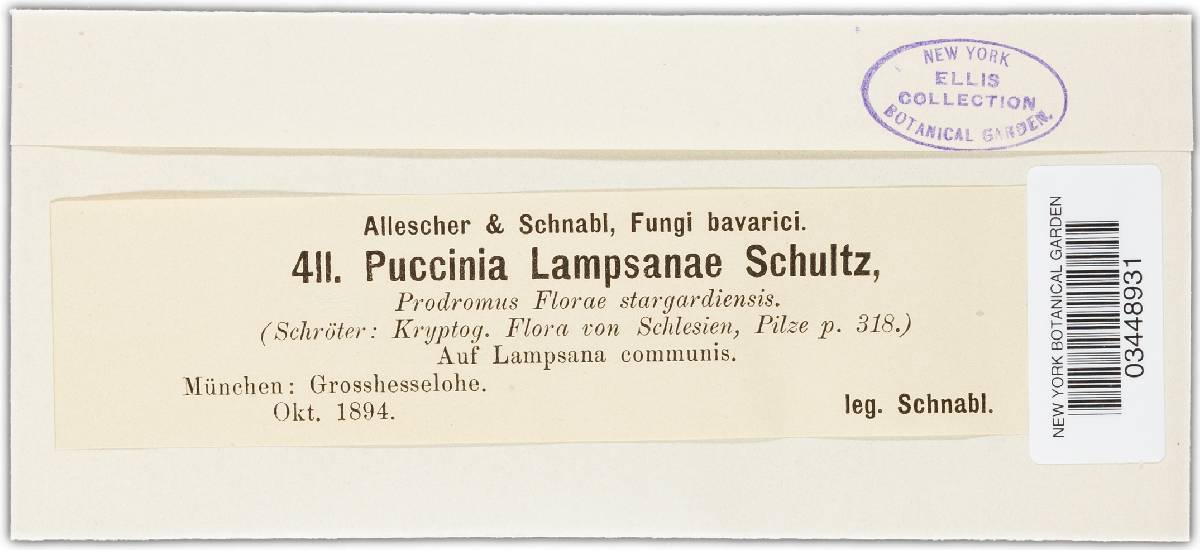 NEW YORK
ELLIS
COLLECTION
BOTANICAL GARDEN.
Allescher & Schnabl, Fungi bavarici.
411. Puccinia Lampsanae Schultz,
Prodromus Florae stargardiensis.
(Schröter: Kryptog. Flora von Schlesien, Pilze p. 318.)
Auf Lampsana communis.
München: Grosshesselohe.
Okt. 1894.
leg. Schnabl.
NEW YORK BOTANICAL GARDEN
03448931